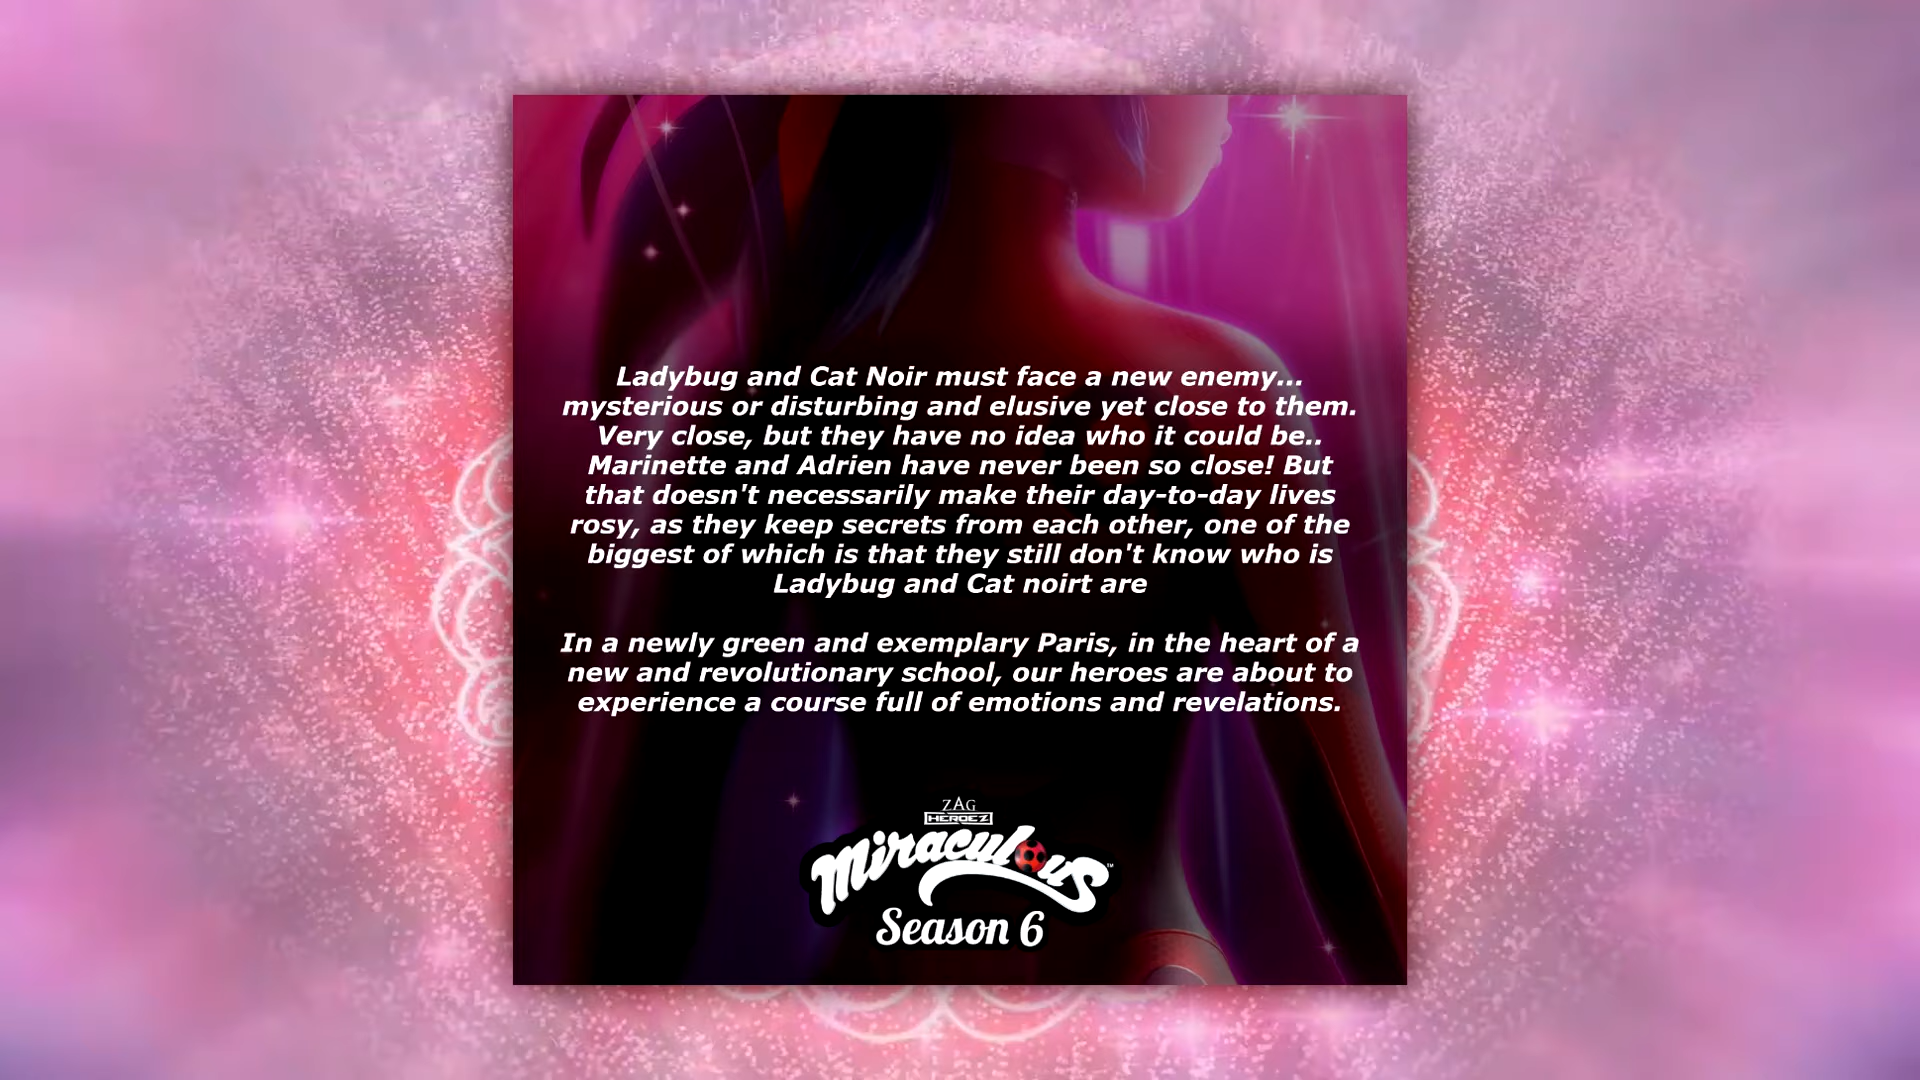 Ladybug and Cat Noir must face a new enemy...
mysterious or disturbing and elusive yet close to them.
Very close, but they have no idea who it could be..
Marinette and Adrien have never been so close! But
that doesn't necessarily make their day-to-day lives
rosy, as they keep secrets from each other, one of the
biggest of which is that they still don't know who is
Ladybug and Cat noirt are
In a newly green and exemplary Paris, in the heart of a
new and revolutionary school, our heroes are about to
experience a course full of emotions and revelations.
ZAG
HEROEZ
Miraculous™
Season 6